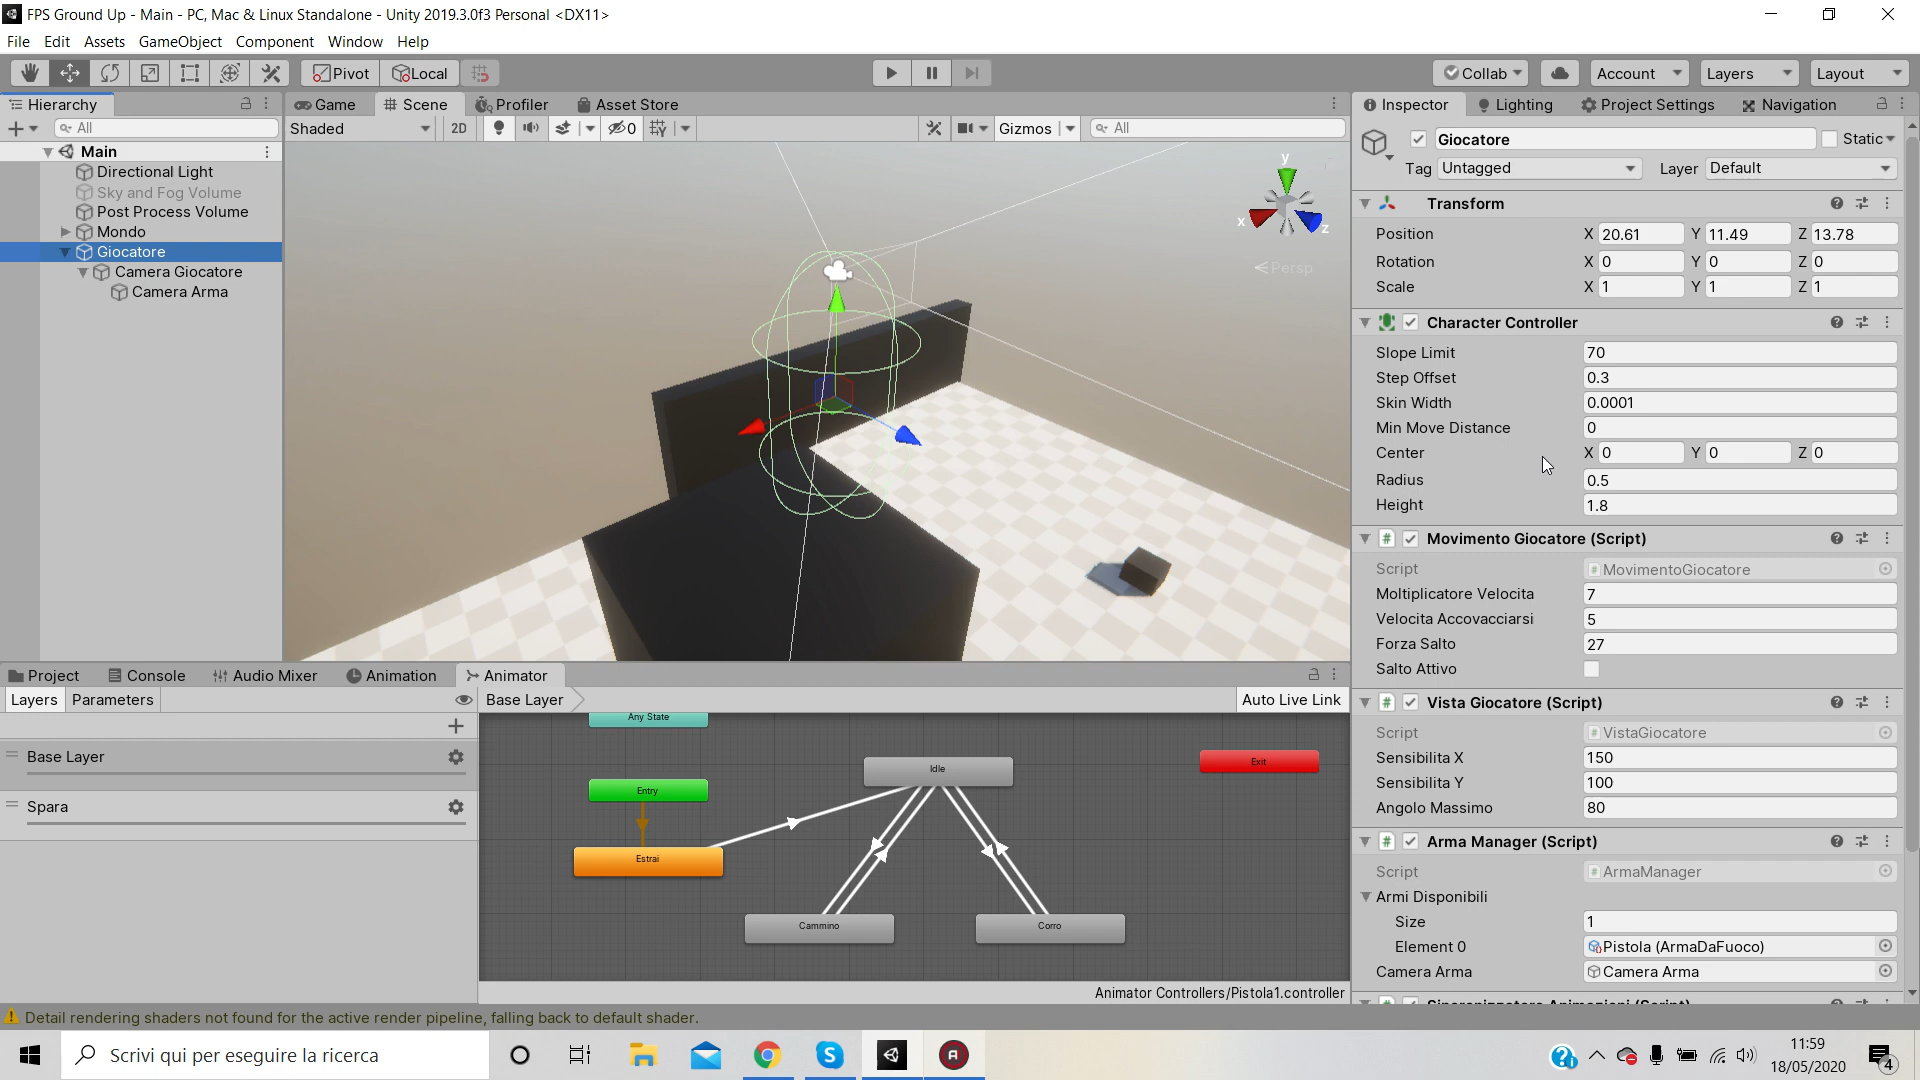 FPS Ground Up - Main - PC, Mac & Linux Standalone - Unity 2019.3.0f3 Personal <DX11>
File Edit Assets GameObject Component Window Help
Pivot Local Collab Account Layers Layout
Hierarchy
All
Main
Directional Light
Sky and Fog Volume
Post Process Volume
Mondo
Giocatore
Camera Giocatore
Camera Arma
Game Scene Profiler Asset Store
Shaded 2D 0 Gizmos All
y
x
z
Persp
Inspector Lighting Project Settings Navigation
Giocatore Static
Tag Untagged Layer Default
Transform
Position X 20.61 Y 11.49 Z 13.78
Rotation X 0 Y 0 Z 0
Scale X 1 Y 1 Z 1
Character Controller
Slope Limit 70
Step Offset 0.3
Skin Width 0.0001
Min Move Distance 0
Center X 0 Y 0 Z 0
Radius 0.5
Height 1.8
Movimento Giocatore (Script)
Script MovimentoGiocatore
Moltiplicatore Velocita 7
Velocita Accovacciarsi 5
Forza Salto 27
Salto Attivo
Vista Giocatore (Script)
Script VistaGiocatore
Sensibilita X 150
Sensibilita Y 100
Angolo Massimo 80
Arma Manager (Script)
Script ArmaManager
Armi Disponibili
Size 1
Element 0 Pistola (ArmaDaFuoco)
Camera Arma Camera Arma
Sincronizzatore Animazioni (Script)
Project Console Audio Mixer Animation Animator
Layers Parameters Base Layer Auto Live Link
Base Layer
Spara
Any State
Entry
Estrai
Idle
Cammino
Corro
Exit
Animator Controllers/Pistola1.controller
Detail rendering shaders not found for the active render pipeline, falling back to default shader.
Scrivi qui per eseguire la ricerca
11:59
18/05/2020
4